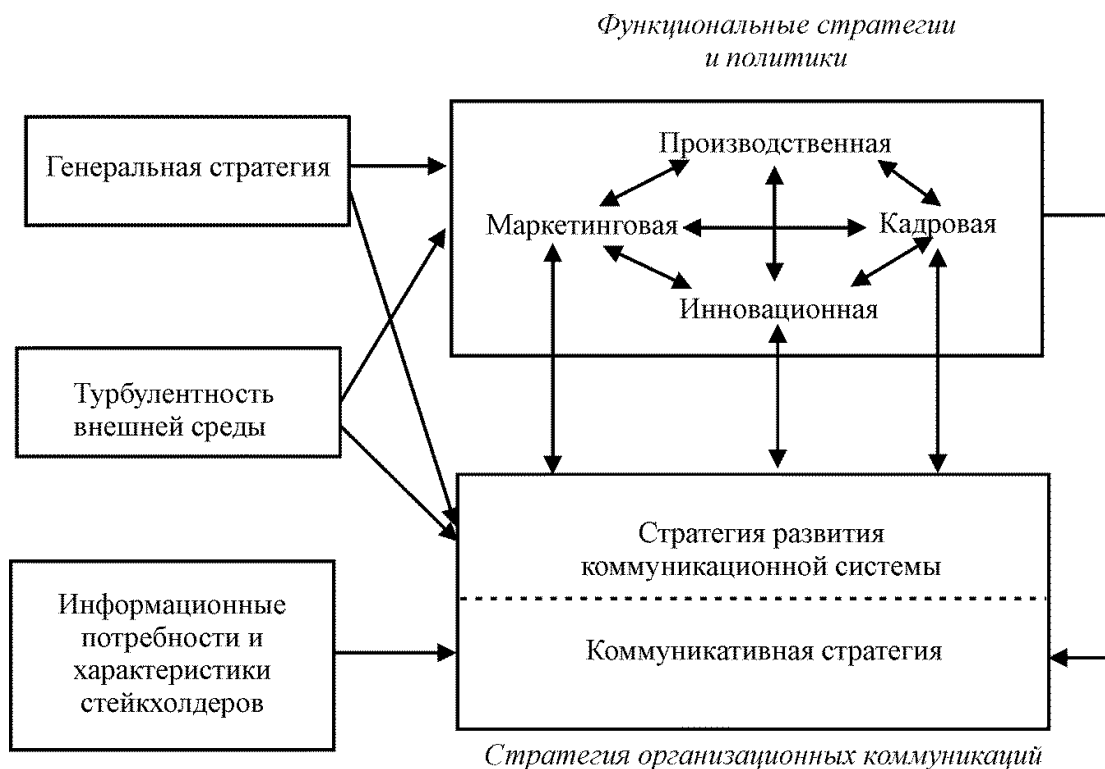 Функциональные стратегии
и политики
Генеральная стратегия
Производственная
Маркетинговая
Кадровая
Инновационная
Турбулентность
внешней среды
Стратегия развития
коммуникационной системы
Информационные
потребности и
характеристики
стейкхолдеров
Коммуникативная стратегия
Стратегия организационных коммуникаций